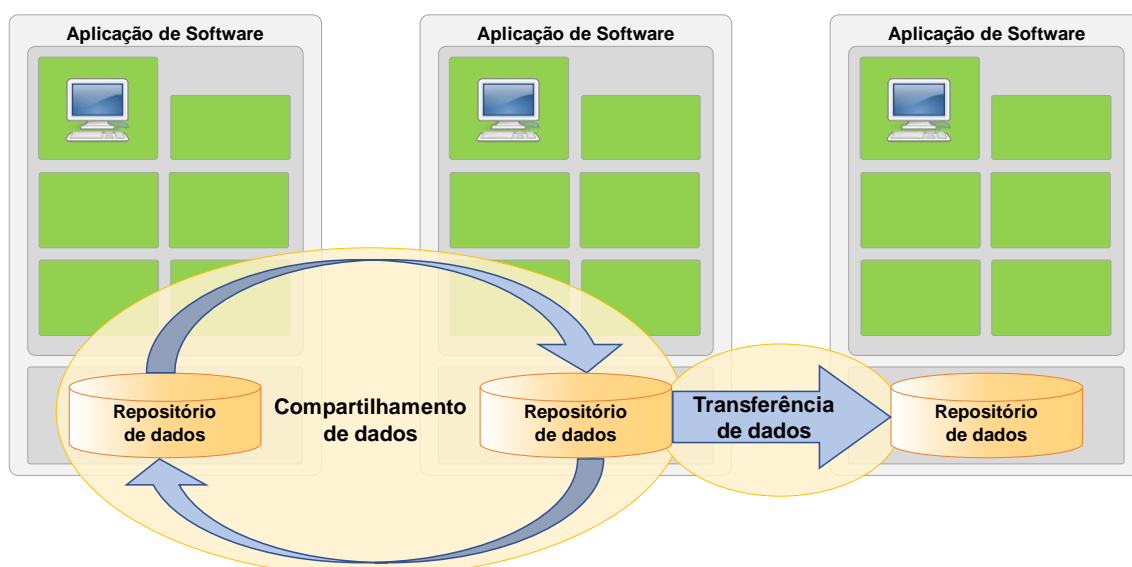 Aplicação de Software
Aplicação de Software
Aplicação de Software
Repositório
de dados
Compartilhamento
de dados
Repositório
de dados
Transferência
de dados
Repositório
de dados